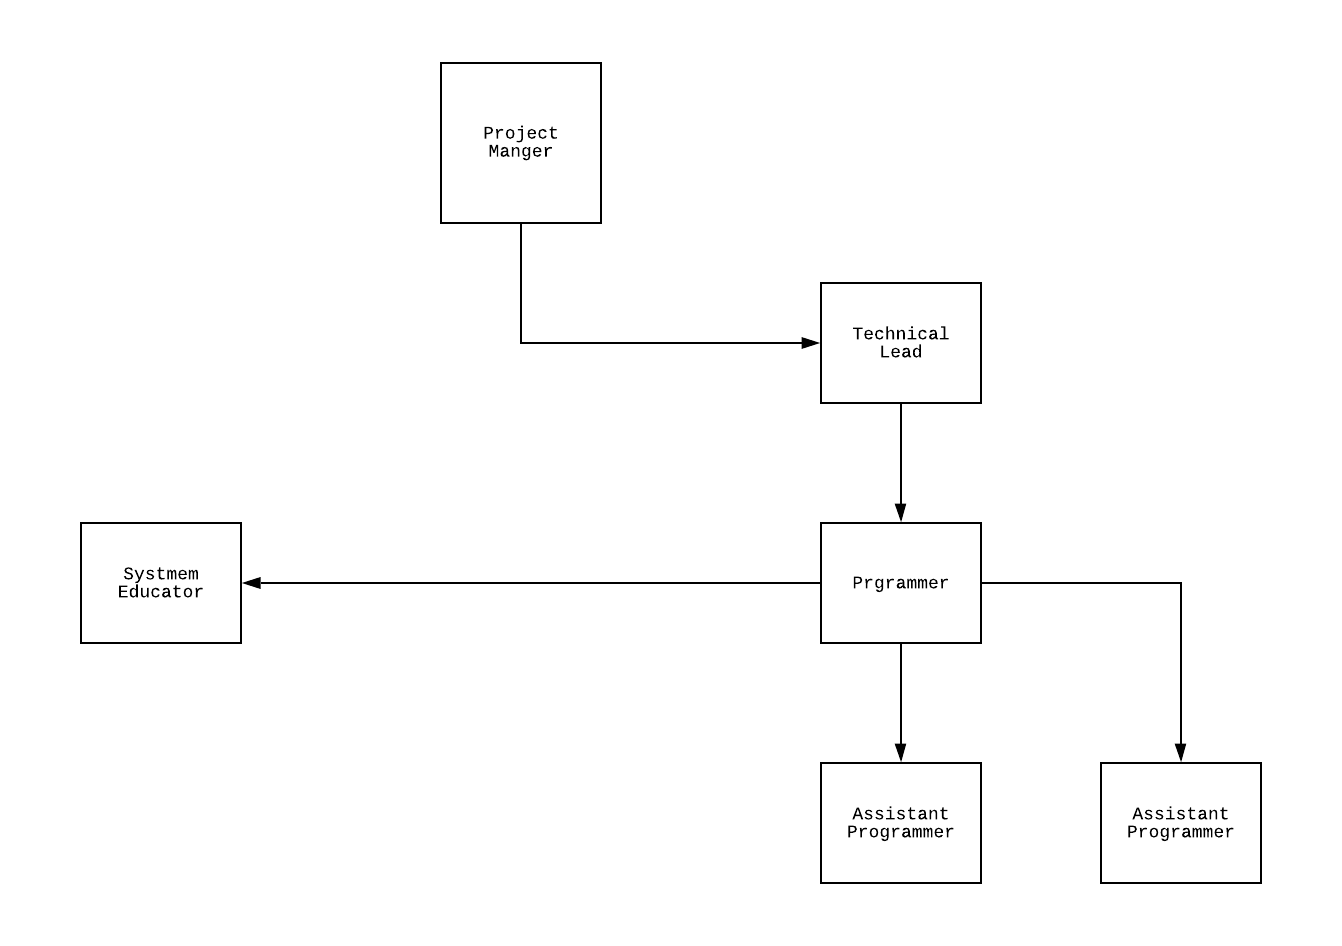 Project
Manger
Technical
Lead
Systmem
Educator
Prgrammer
Assistant
Programmer
Assistant
Programmer